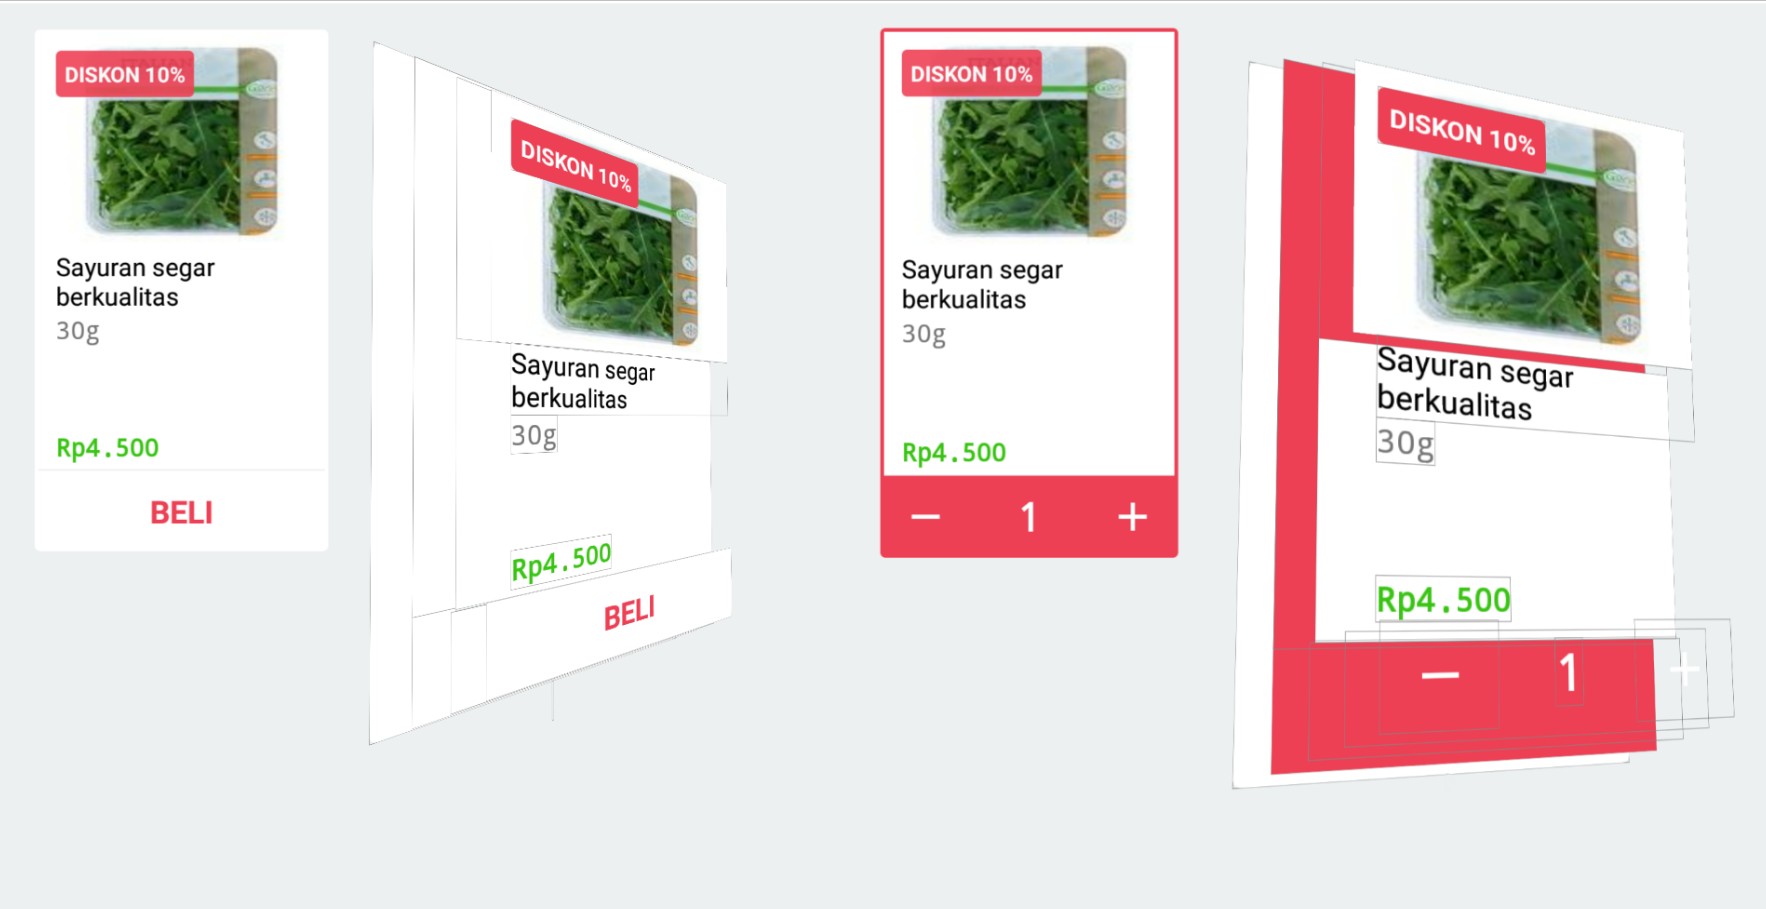 DISKON 10%
Sayuran segar
berkualitas
30g
Rp4.500
BELI
DISKON 10%
Sayuran segar
berkualitas
30g
Rp4.500
BELI
DISKON 10%
Sayuran segar
berkualitas
30g
Rp4.500
− 1 +
DISKON 10%
Sayuran segar
berkualitas
30g
Rp4.500
− 1 +